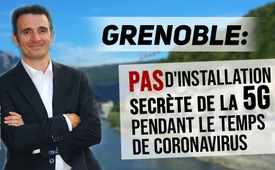 GRENOBLE:
PAS D'INSTALLATION
SECRÈTE DE LA 5G
PENDANT LE TEMPS
DE CORONAVIRUS